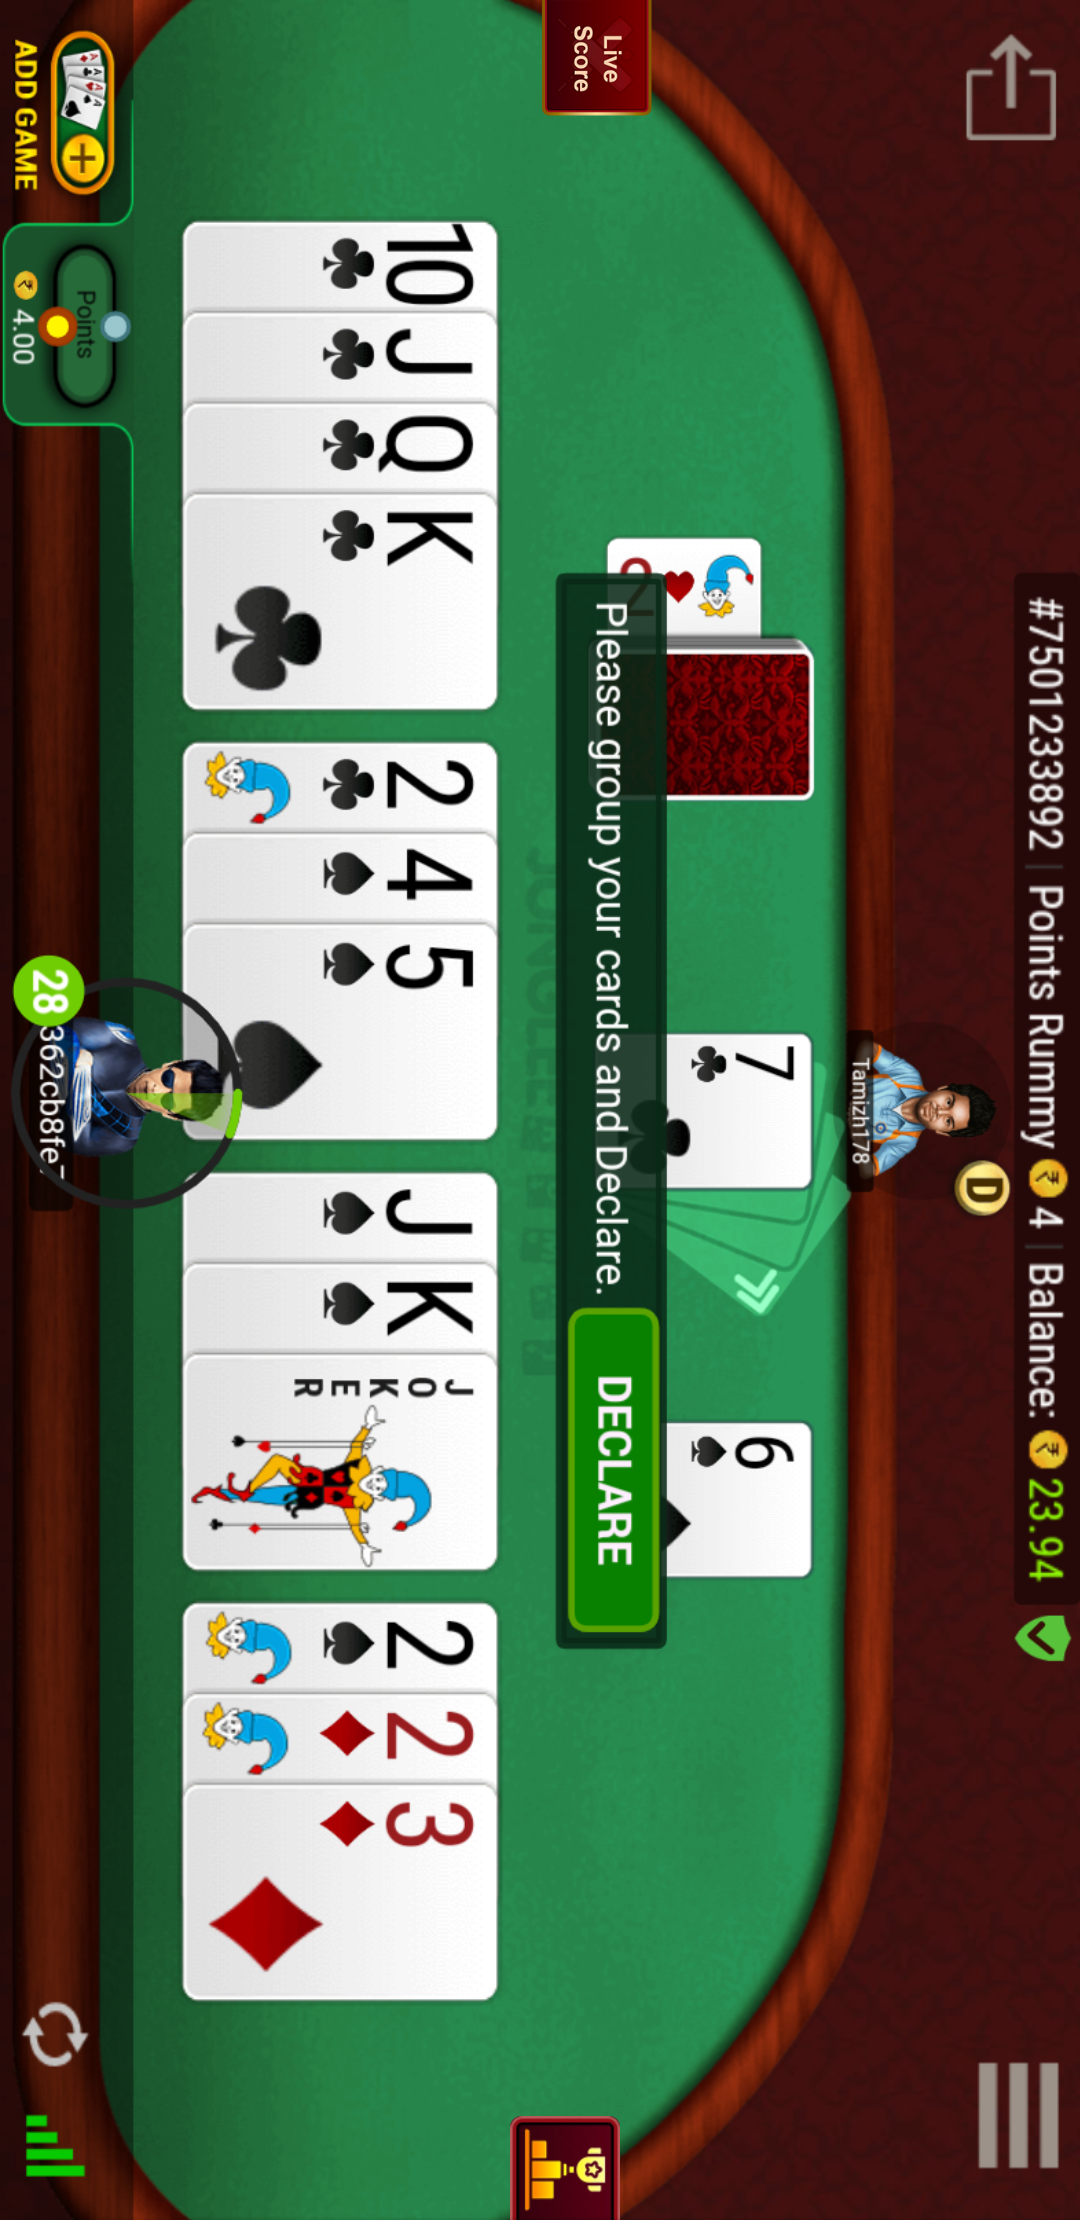 #7501233892 | Points Rummy 4 | Balance: 23.94
Tamizh178
D
Live
Score
7
6
Please group your cards and Declare.
DECLARE
10
J
Q
K
2
4
5
J
K
JOKER
2
2
3
28
ADD GAME
Points
4.00